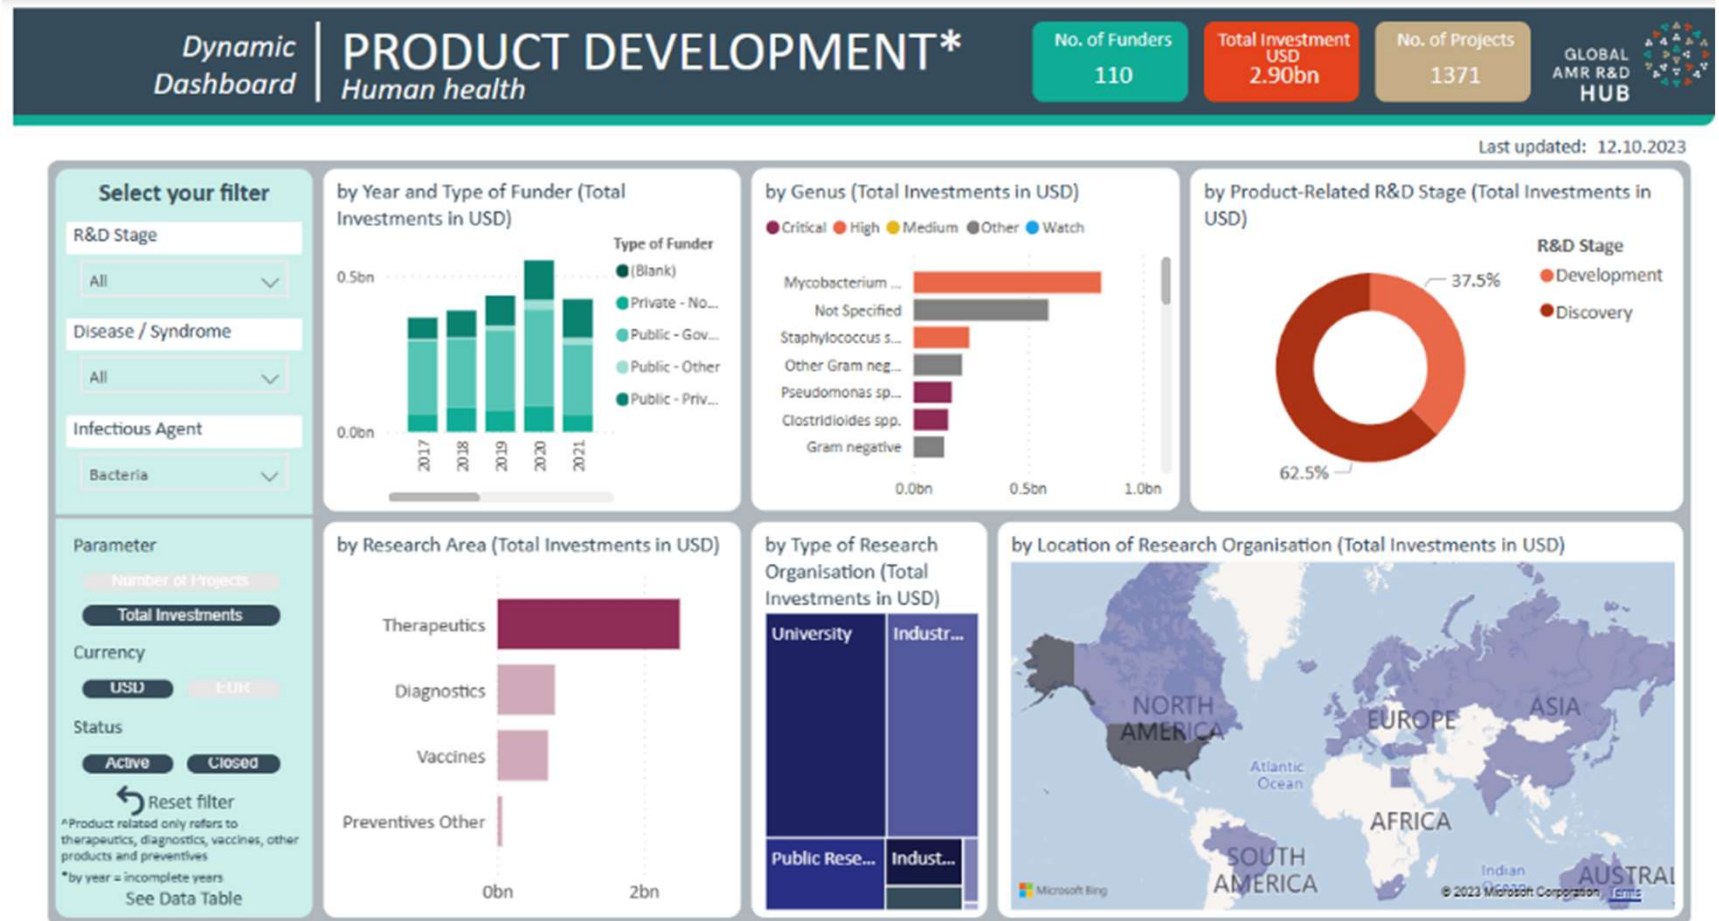 Dynamic
Dashboard
PRODUCT DEVELOPMENT*
Human health
No. of Funders
110
Total Investment
USD
2.90bn
No. of Projects
1371
GLOBAL
AMR R&D
HUB
Last updated: 12.10.2023
Select your filter
R&D Stage
All
Disease / Syndrome
All
Infectious Agent
Bacteria
Parameter
Number of Projects
Total Investments
Currency
USD
EUR
Status
Active
Closed
Reset filter
^Product related only refers to
therapeutics, diagnostics, vaccines, other
products and preventives
*by year = incomplete years
See Data Table
by Year and Type of Funder (Total
Investments in USD)
Type of Funder
(Blank)
Private - No...
Public - Gov...
Public - Other
Public - Priv...
0.5bn
0.0bn
2017
2018
2019
2020
2021
by Genus (Total Investments in USD)
Critical
High
Medium
Other
Watch
Mycobacterium ...
Not Specified
Staphylococcus s...
Other Gram neg...
Pseudomonas sp...
Clostridioides spp.
Gram negative
0.0bn
0.5bn
1.0bn
by Product-Related R&D Stage (Total Investments in
USD)
R&D Stage
Development
Discovery
37.5%
62.5%
by Research Area (Total Investments in USD)
Therapeutics
Diagnostics
Vaccines
Preventives Other
0bn
2bn
by Type of Research
Organisation (Total
Investments in USD)
University
Industr...
Public Rese...
Indust...
by Location of Research Organisation (Total Investments in USD)
NORTH
AMERICA
EUROPE
ASIA
Atlantic
Ocean
AFRICA
SOUTH
AMERICA
Indian
Ocean
AUSTRAL
Microsoft Bing
© 2023 Microsoft Corporation
Terms